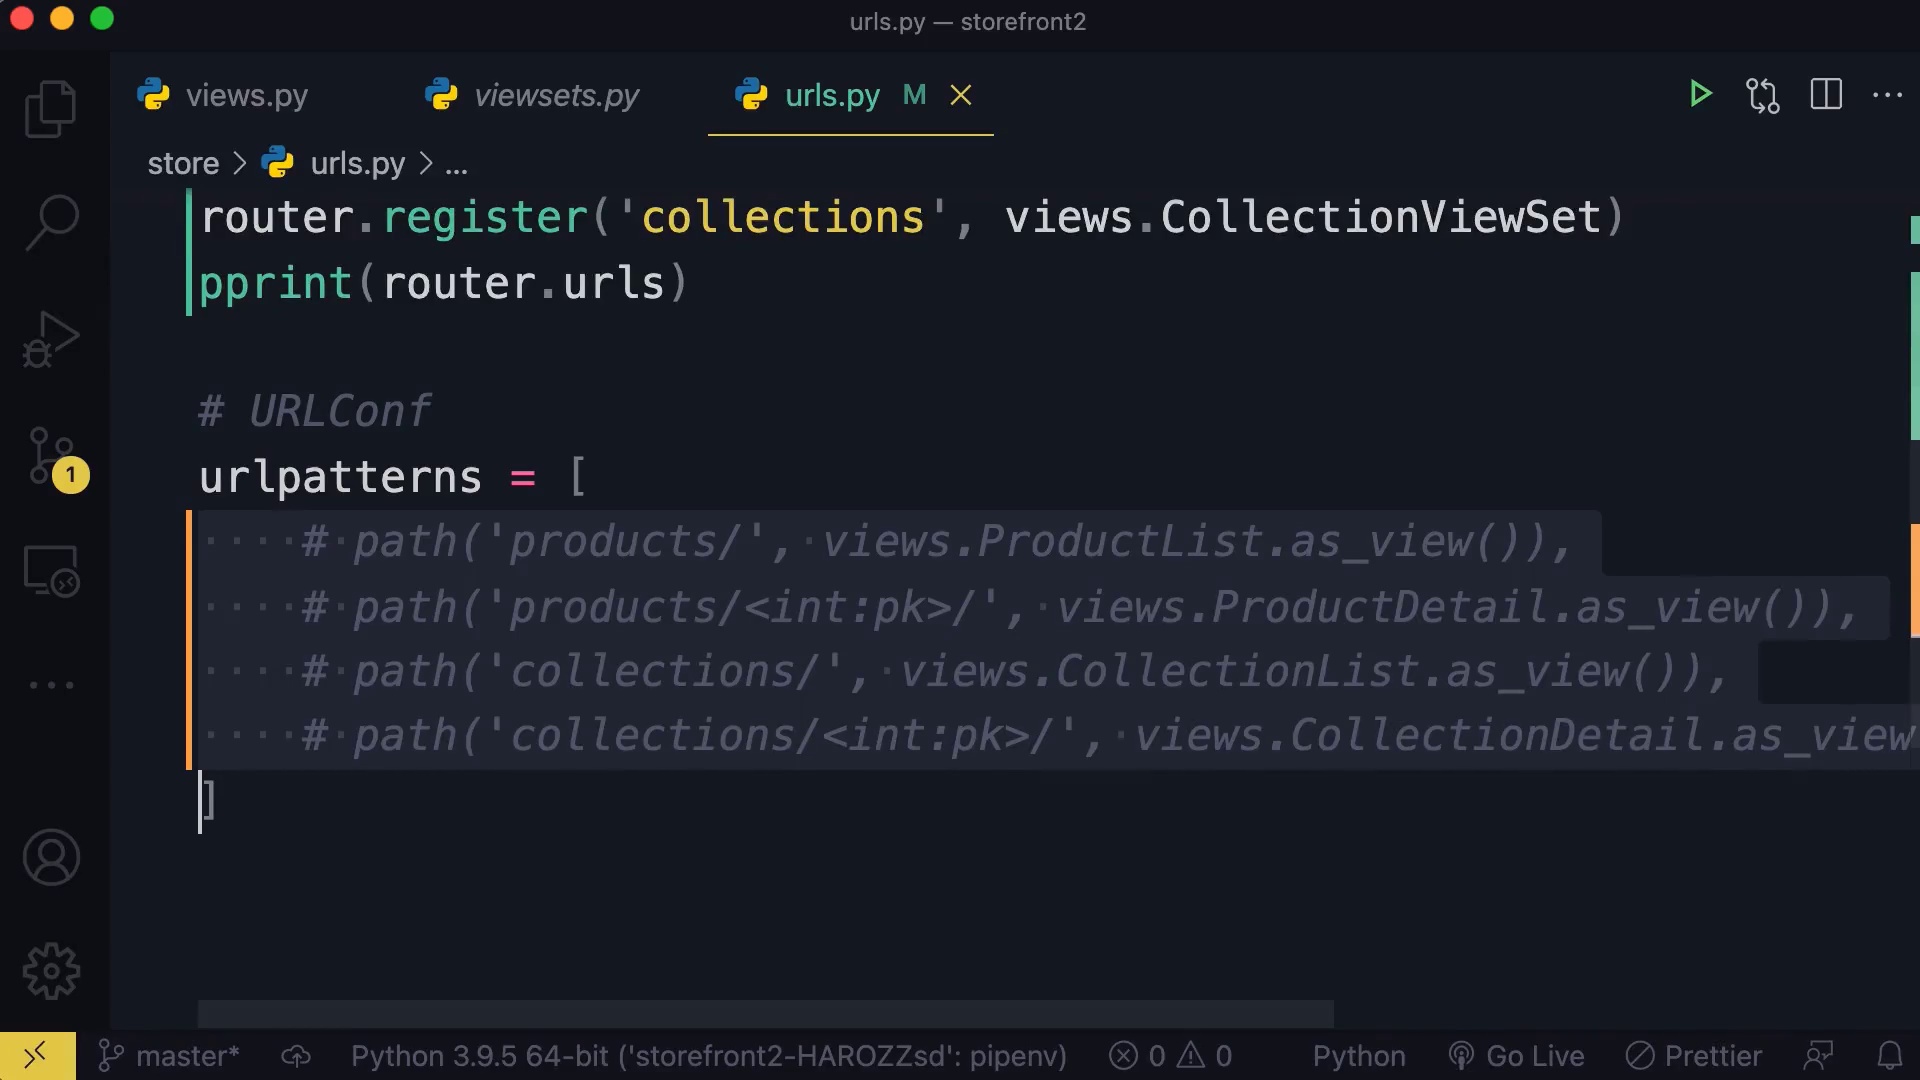 urls.py — storefront2
views.py
viewsets.py
urls.py M
store > urls.py > ...
router.register('collections', views.CollectionViewSet)
pprint(router.urls)
# URLConf
urlpatterns = [
# path('products/', views.ProductList.as_view()),
# path('products/<int:pk>/', views.ProductDetail.as_view()),
# path('collections/', views.CollectionList.as_view()),
# path('collections/<int:pk>/', views.CollectionDetail.as_view
]
1
master* Python 3.9.5 64-bit ('storefront2-HAROZZsd': pipenv) 0 0 Python Go Live Prettier